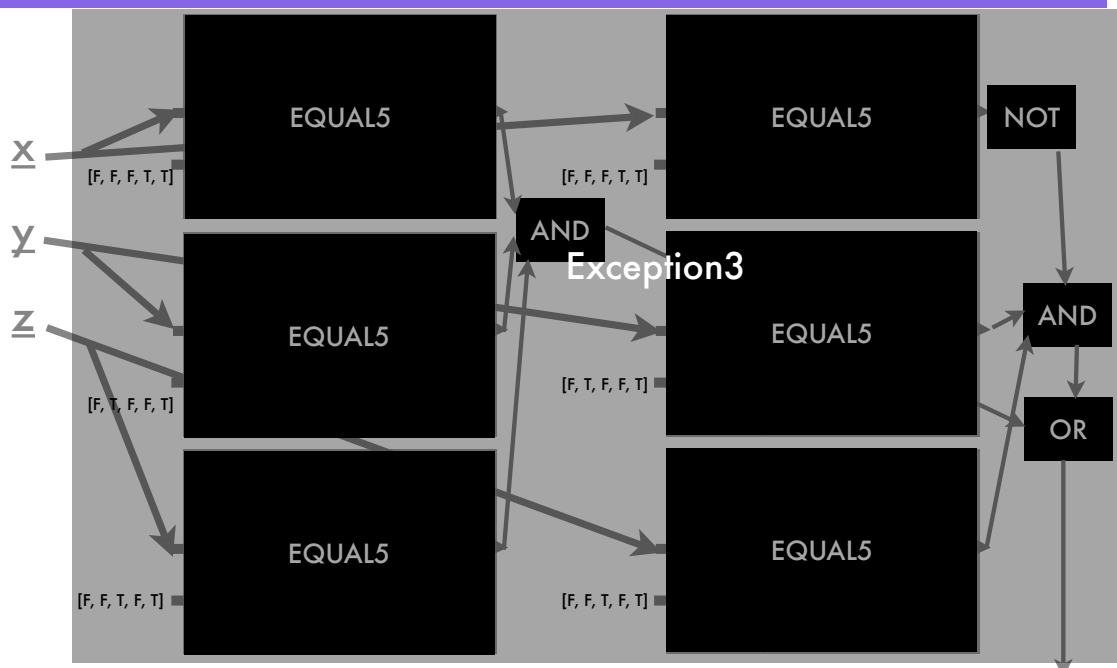 EQUAL5
EQUAL5
NOT
x
[F, F, F, T, T]
[F, F, F, T, T]
y
AND
Exception3
z
EQUAL5
EQUAL5
AND
[F, T, F, F, T]
[F, T, F, F, T]
OR
EQUAL5
EQUAL5
[F, F, T, F, T]
[F, F, T, F, T]